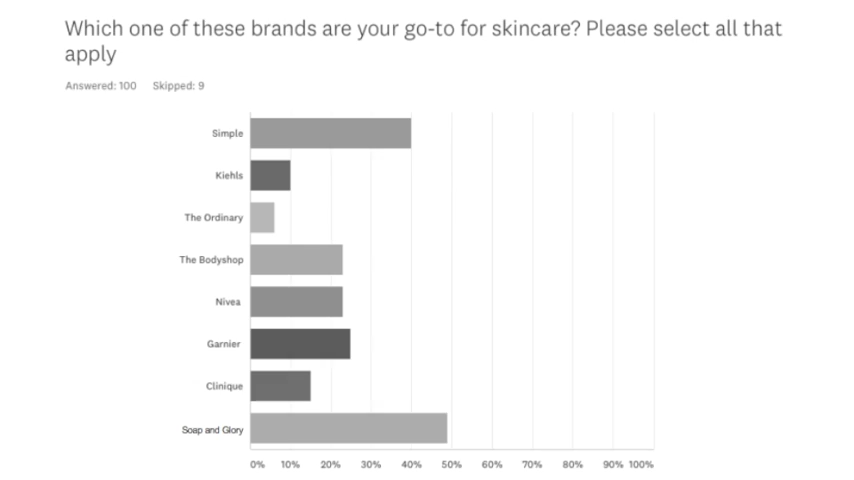 Which one of these brands are your go-to for skincare? Please select all that
apply
Answered: 100 Skipped: 9
Simple
Kiehls
The Ordinary
The Bodyshop
Nivea
Garnier
Clinique
Soap and Glory
0% 10% 20% 30% 40% 50% 60% 70% 80% 90% 100%